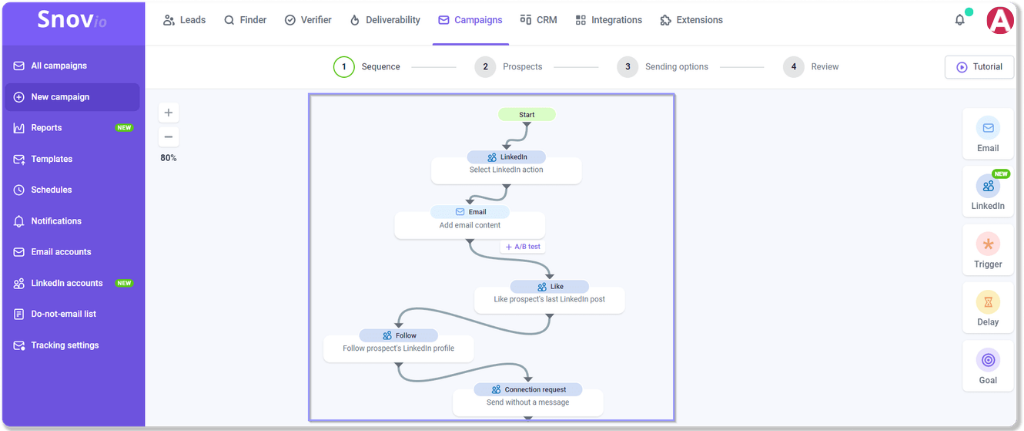 Snovio
Leads
Finder
Verifier
Deliverability
Campaigns
CRM
Integrations
Extensions
A
All campaigns
New campaign
Reports NEW
Templates
Schedules
Notifications
Email accounts
LinkedIn accounts NEW
Do-not-email list
Tracking settings
1 Sequence
2 Prospects
3 Sending options
4 Review
Tutorial
+
−
80%
Start
LinkedIn
Select LinkedIn action
Email
Add email content
+ A/B test
Like
Like prospect's last LinkedIn post
Follow
Follow prospect's LinkedIn profile
Connection request
Send without a message
Email
NEW
LinkedIn
Trigger
Delay
Goal